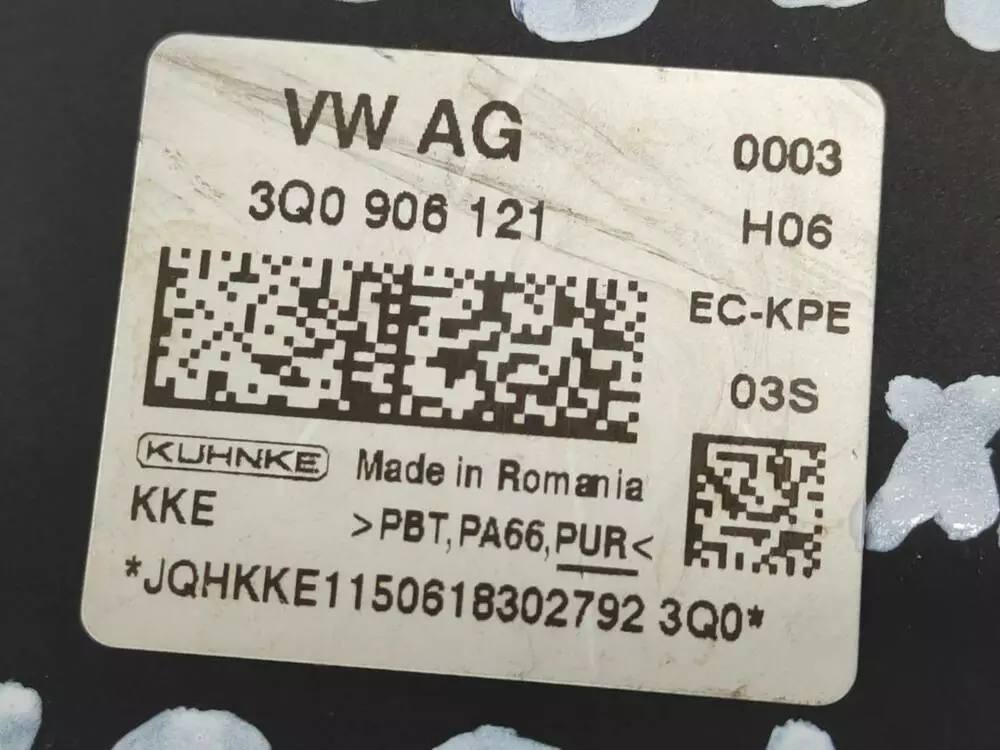 VW AG
0003
3Q0 906 121
H06
EC-KPE
03S
KUHNKE Made in Romania
KKE >PBT,PA66,PUR<
*JQHKKE1150618302792 3Q0*